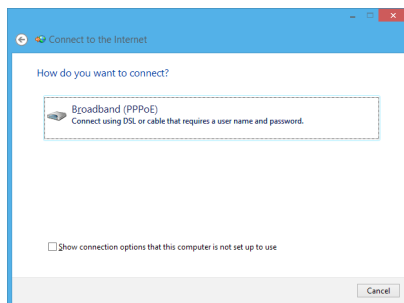 Connect to the Internet
How do you want to connect?
Broadband (PPPoE)
Connect using DSL or cable that requires a user name and password.
Show connection options that this computer is not set up to use
Cancel